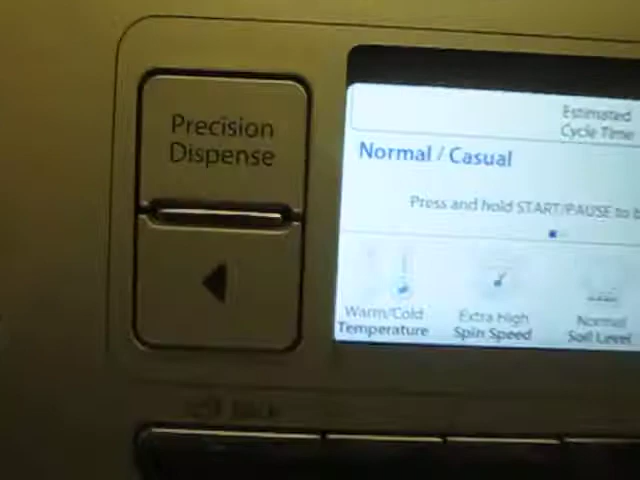 Precision
Dispense
Estimated
Cycle Time
Normal / Casual
Press and hold START/PAUSE to b
Warm/Cold
Temperature
Extra High
Spin Speed
Normal
Soil Level